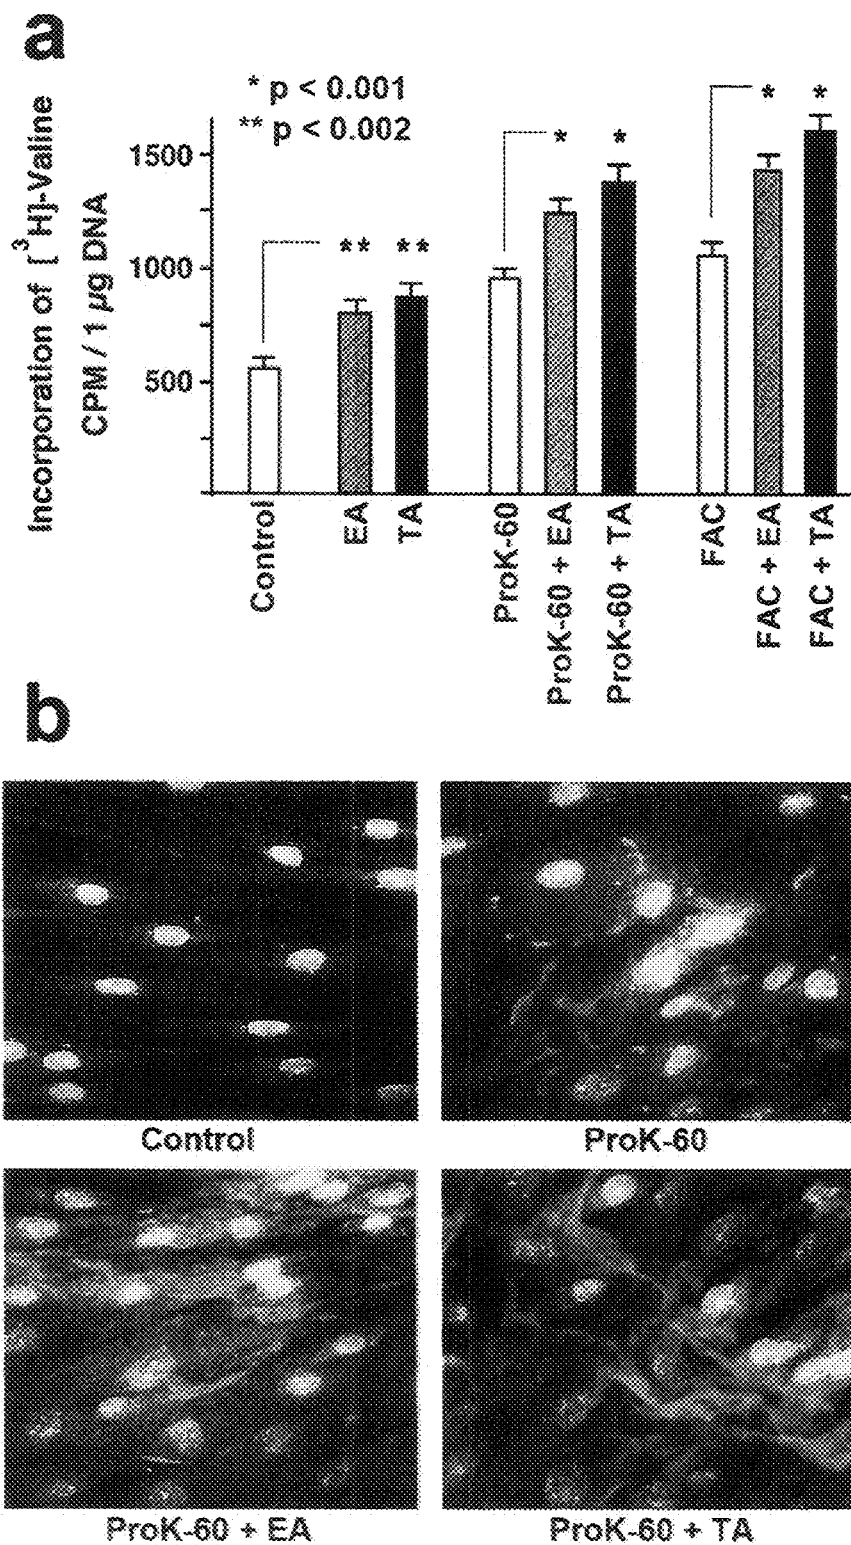 a
* p < 0.001
** p < 0.002
Incorporation of [³H]-Valine
CPM / 1 µg DNA
1500
1000
500
** **
* *
* *
Control
EA
TA
ProK-60
ProK-60 + EA
ProK-60 + TA
FAC
FAC + EA
FAC + TA
b
Control
ProK-60
ProK-60 + EA
ProK-60 + TA